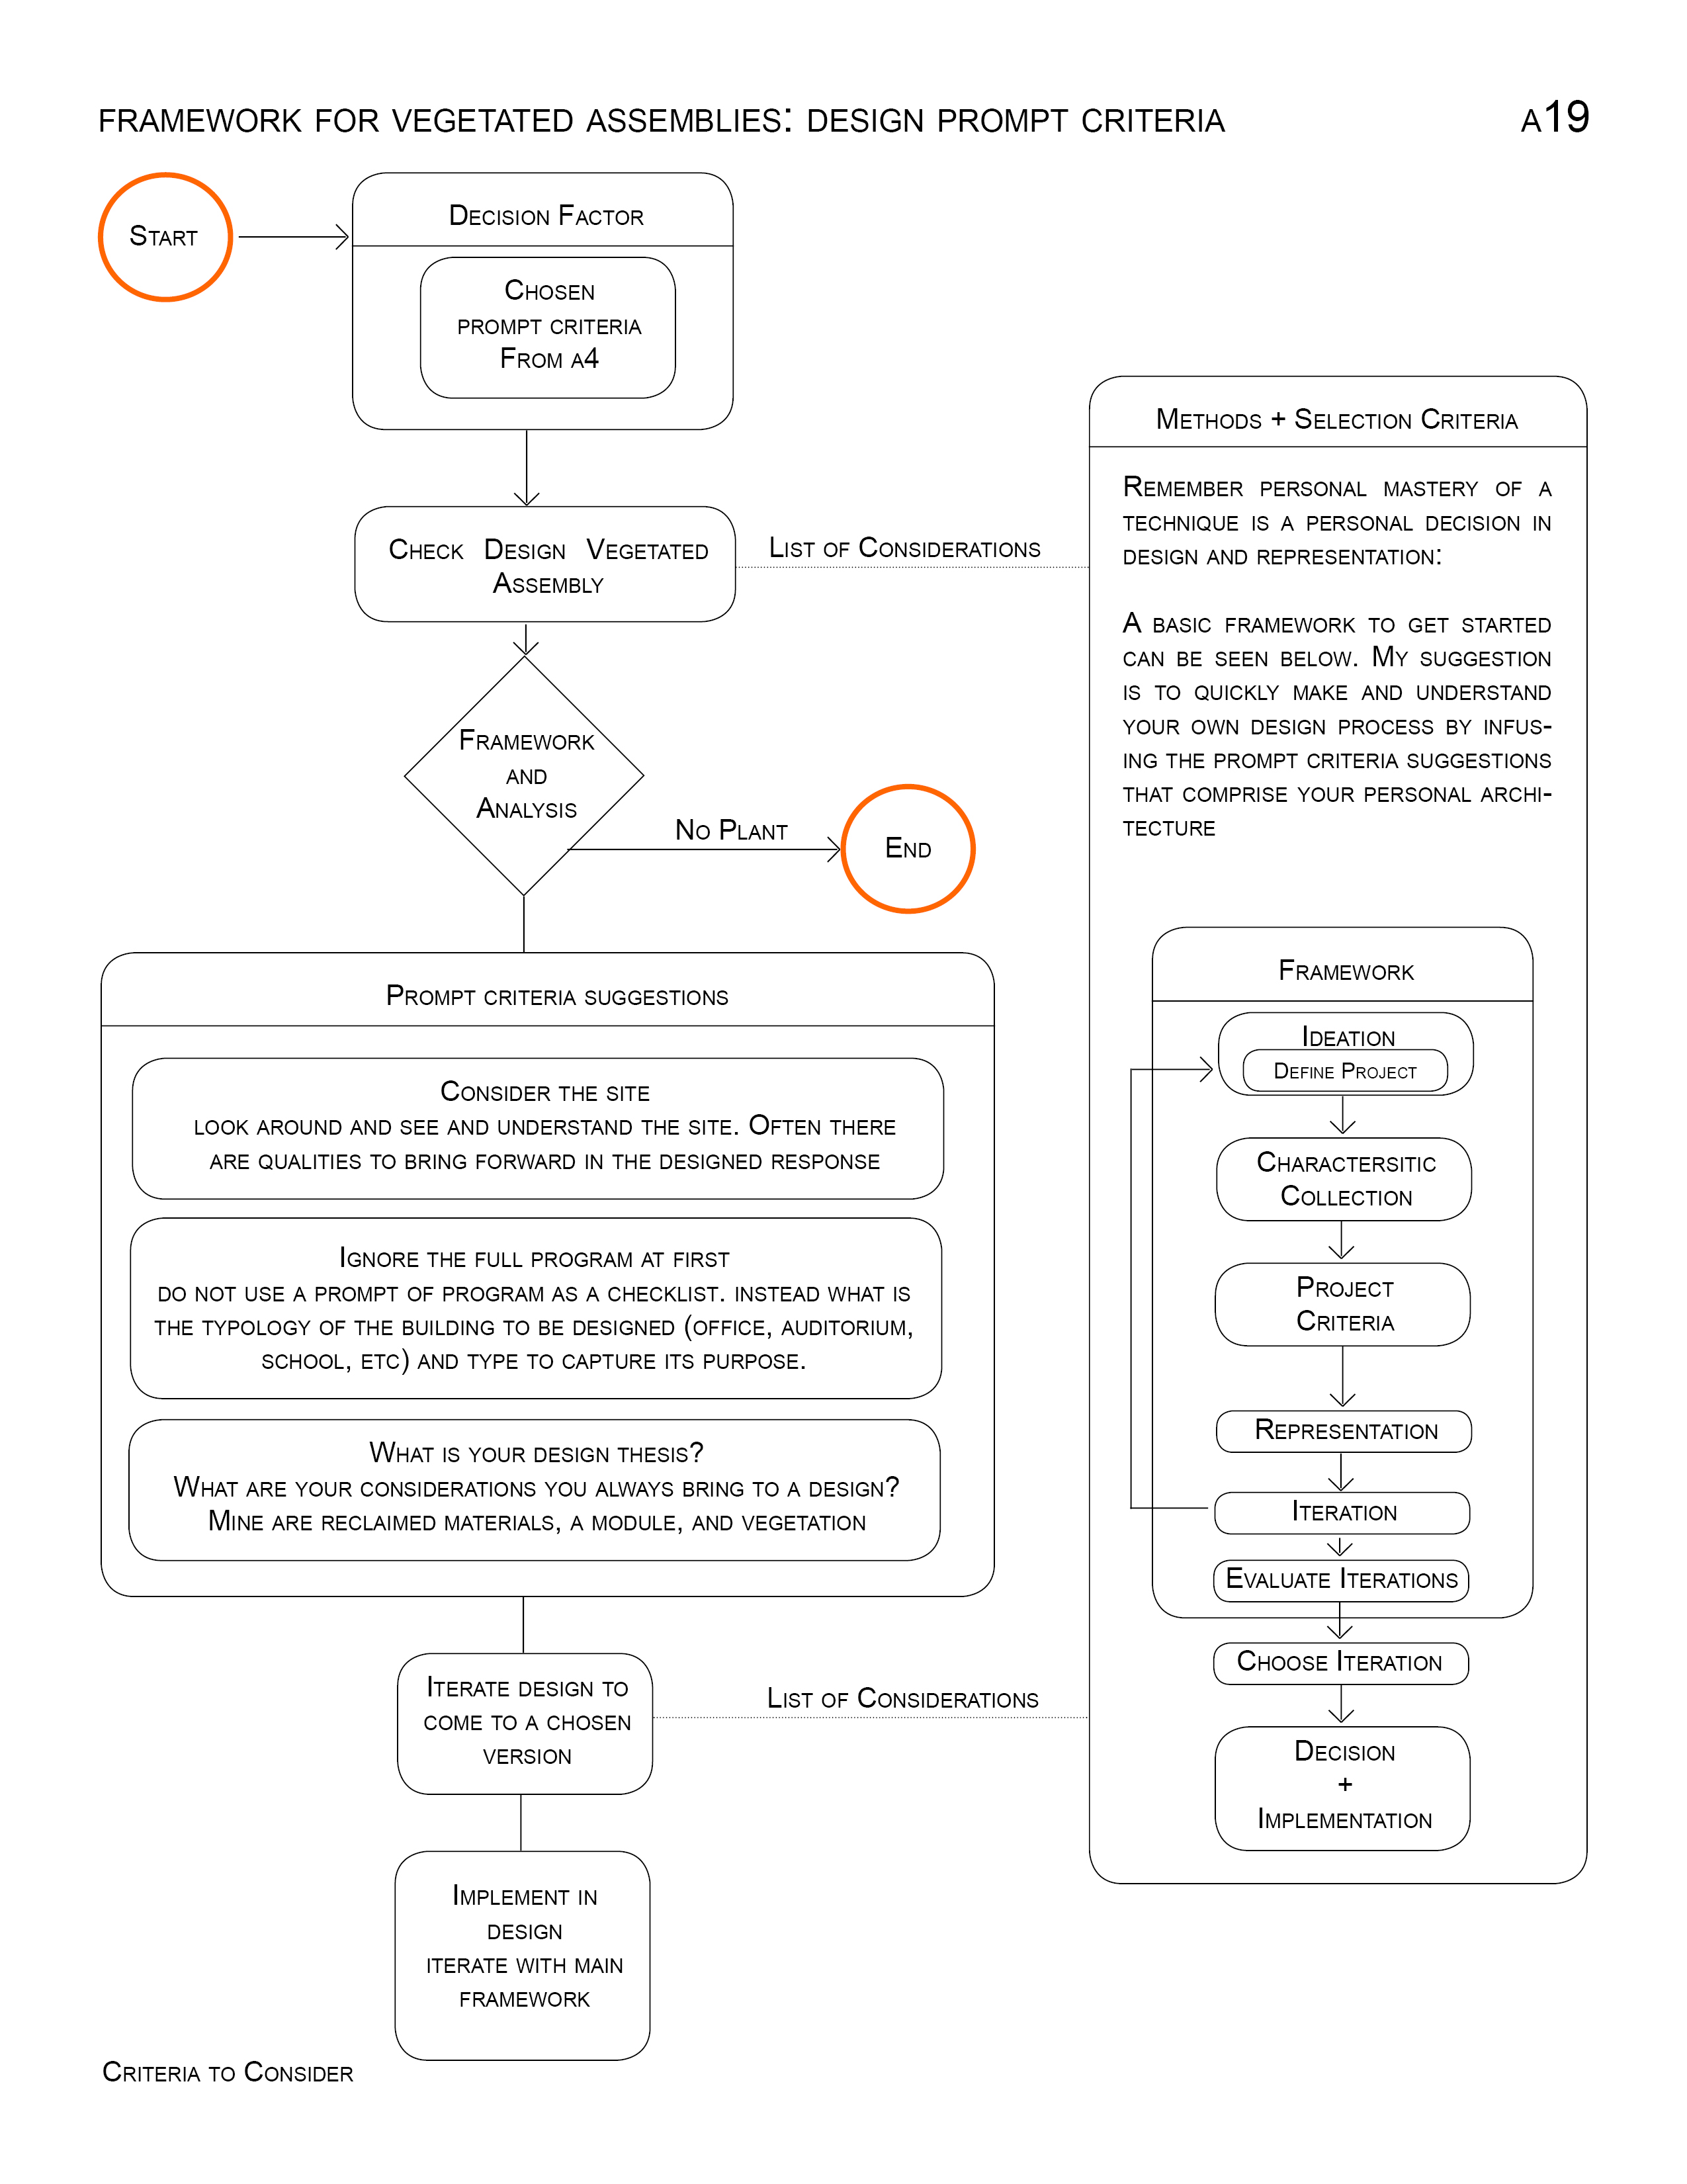 FRAMEWORK FOR VEGETATED ASSEMBLIES: DESIGN PROMPT CRITERIA
A19
START
DECISION FACTOR
CHOSEN
PROMPT CRITERIA
FROM A4
CHECK DESIGN VEGETATED
ASSEMBLY
LIST OF CONSIDERATIONS
FRAMEWORK
AND
ANALYSIS
NO PLANT
END
PROMPT CRITERIA SUGGESTIONS
CONSIDER THE SITE
LOOK AROUND AND SEE AND UNDERSTAND THE SITE. OFTEN THERE
ARE QUALITIES TO BRING FORWARD IN THE DESIGNED RESPONSE
IGNORE THE FULL PROGRAM AT FIRST
DO NOT USE A PROMPT OF PROGRAM AS A CHECKLIST. INSTEAD WHAT IS
THE TYPOLOGY OF THE BUILDING TO BE DESIGNED (OFFICE, AUDITORIUM,
SCHOOL, ETC) AND TYPE TO CAPTURE ITS PURPOSE.
WHAT IS YOUR DESIGN THESIS?
WHAT ARE YOUR CONSIDERATIONS YOU ALWAYS BRING TO A DESIGN?
MINE ARE RECLAIMED MATERIALS, A MODULE, AND VEGETATION
ITERATE DESIGN TO
COME TO A CHOSEN
VERSION
LIST OF CONSIDERATIONS
IMPLEMENT IN
DESIGN
ITERATE WITH MAIN
FRAMEWORK
METHODS + SELECTION CRITERIA
REMEMBER PERSONAL MASTERY OF A
TECHNIQUE IS A PERSONAL DECISION IN
DESIGN AND REPRESENTATION:
A BASIC FRAMEWORK TO GET STARTED
CAN BE SEEN BELOW. MY SUGGESTION
IS TO QUICKLY MAKE AND UNDERSTAND
YOUR OWN DESIGN PROCESS BY INFUS-
ING THE PROMPT CRITERIA SUGGESTIONS
THAT COMPRISE YOUR PERSONAL ARCHI-
TECTURE
FRAMEWORK
IDEATION
DEFINE PROJECT
CHARACTERSITIC
COLLECTION
PROJECT
CRITERIA
REPRESENTATION
ITERATION
EVALUATE ITERATIONS
CHOOSE ITERATION
DECISION
+
IMPLEMENTATION
CRITERIA TO CONSIDER